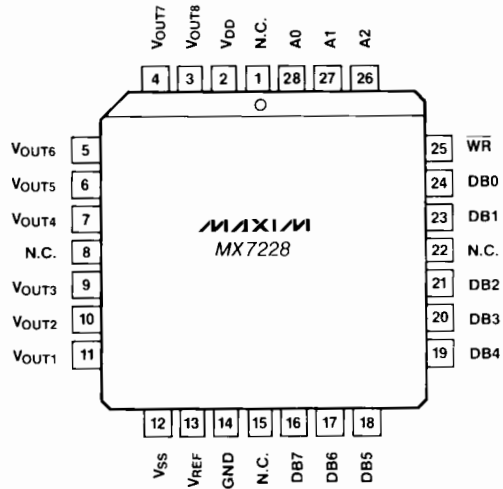 VOUT7 VOUT8 VDD N.C. A0 A1 A2
4 3 2 1 28 27 26
VOUT6 5 25 WR
VOUT5 6 24 DB0
VOUT4 7 23 DB1
N.C. 8 22 N.C.
VOUT3 9 21 DB2
VOUT2 10 20 DB3
VOUT1 11 19 DB4
MAXIM
MX7228
12 13 14 15 16 17 18
VSS VREF GND N.C. DB7 DB6 DB5